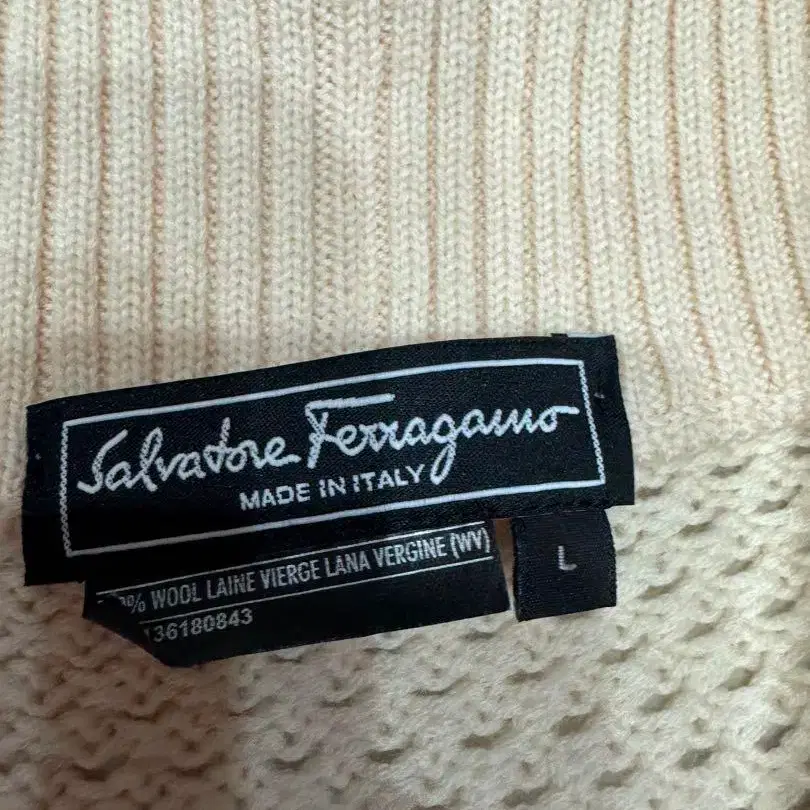 Salvatore Ferragamo
MADE IN ITALY
% WOOL LAINE VIERGE LANA VERGINE (WV)
136180843
L